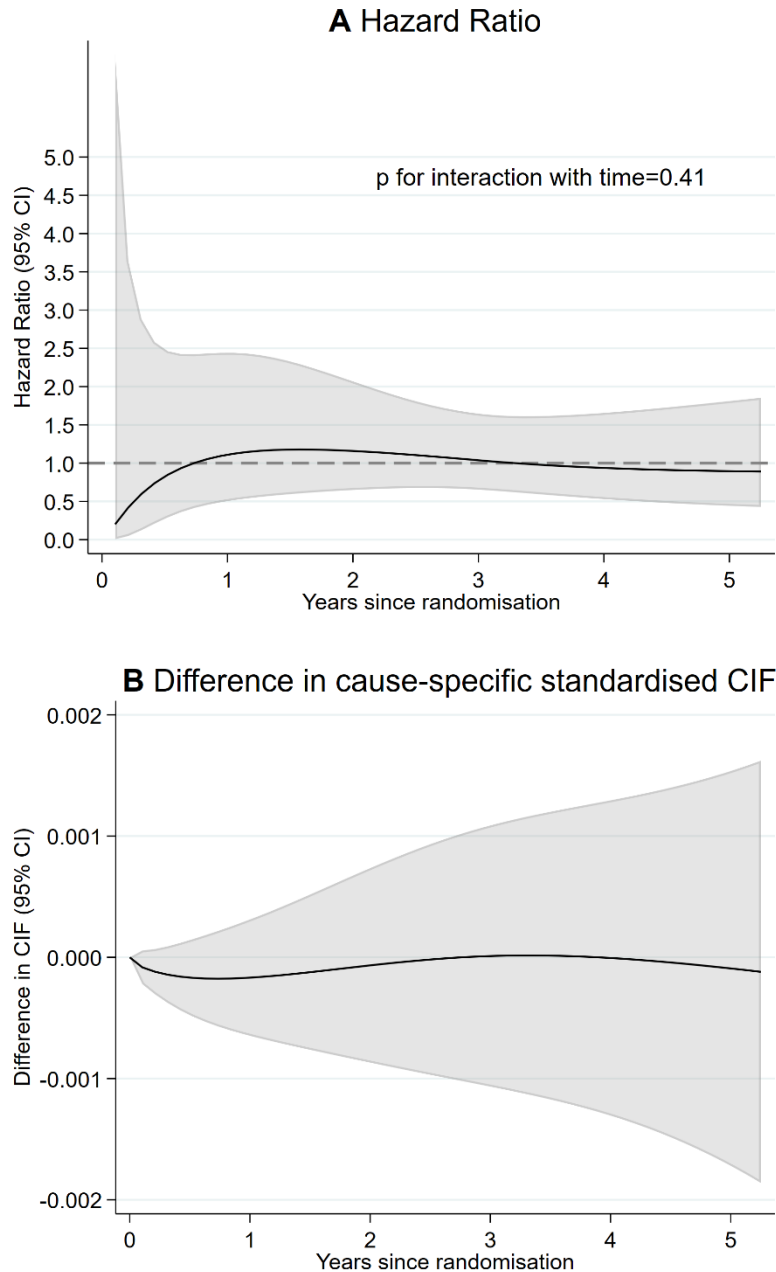 A Hazard Ratio
Hazard Ratio (95% CI)
5.0
4.5
4.0
3.5
3.0
2.5
2.0
1.5
1.0
0.5
0.0
p for interaction with time=0.41
0 1 2 3 4 5
Years since randomisation
B Difference in cause-specific standardised CIF
Difference in CIF (95% CI)
0.002
0.001
0.000
-0.001
-0.002
0 1 2 3 4 5
Years since randomisation